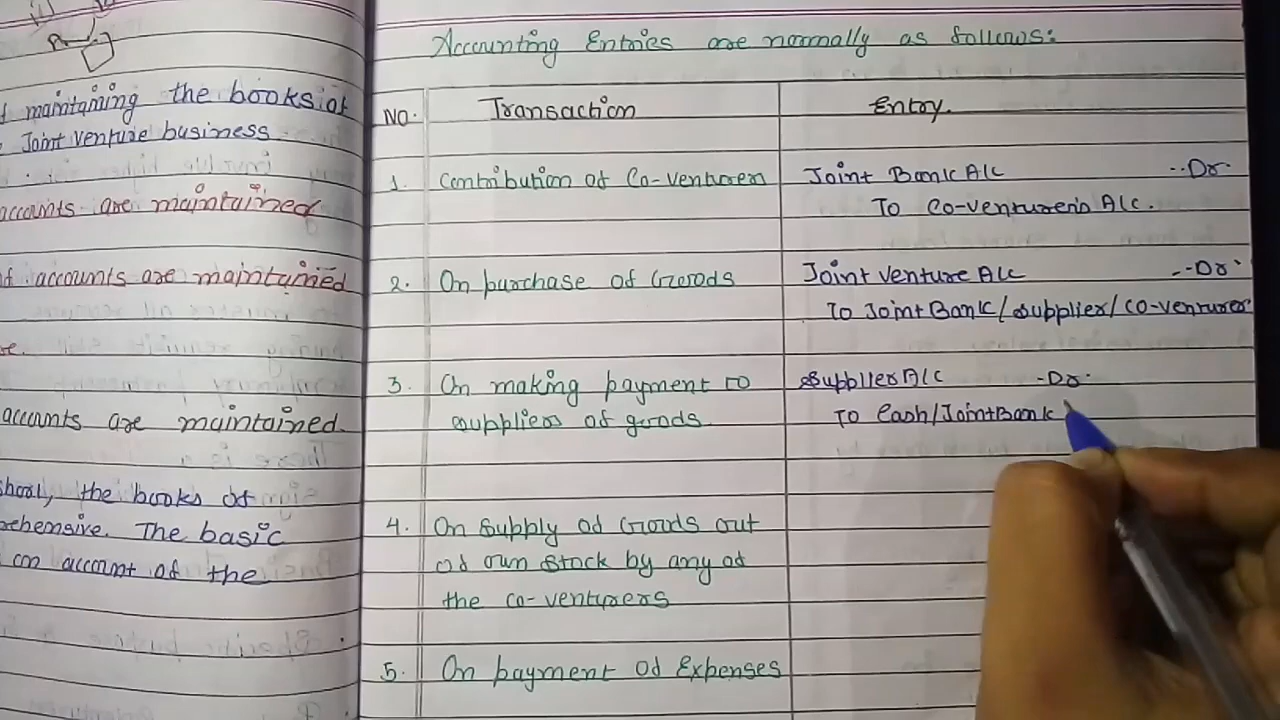 maintaining the books of
Joint venture business.
accounts are maintained
accounts are maintained
accounts are maintained.
the books of
The basic
on account of the
Accounting Entries are normally as follows:
No. Transaction Entry.
1. Contribution of Co-venturers Joint Bank A/c --Dr.
To Co-venturer's A/c.
2. On purchase of Goods Joint venture A/c --Dr.
To Joint Bank/supplier/co-venturer
3. On making payment to Supplier A/c -Dr.
suppliers of goods. To Cash/Joint Bank
4. On supply of Goods out
of own stock by any of
the co-venturers
5. On payment of Expenses